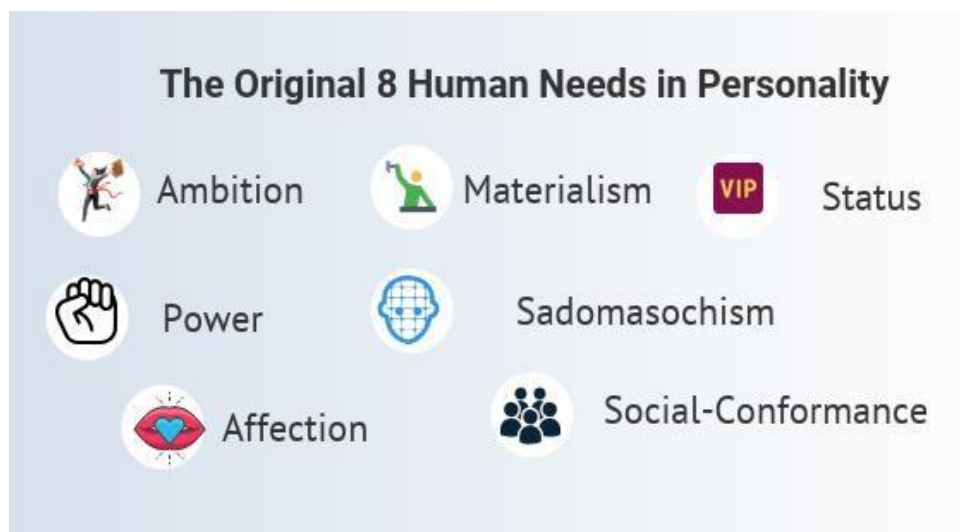 The Original 8 Human Needs in Personality
Ambition
Materialism
VIP
Status
Power
Sadomasochism
Affection
Social-Conformance